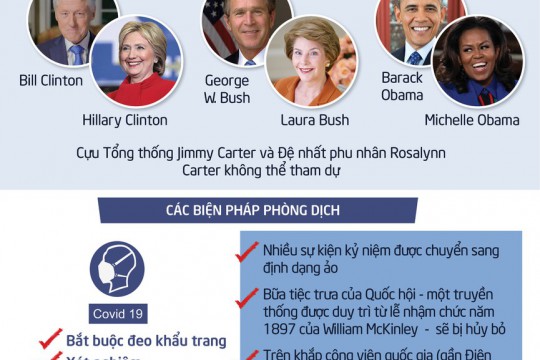 Bill Clinton
Hillary Clinton
George
W. Bush
Laura Bush
Barack
Obama
Michelle Obama
Cựu Tổng thống Jimmy Carter và Đệ nhất phu nhân Rosalynn
Carter không thể tham dự
CÁC BIỆN PHÁP PHÒNG DỊCH
Covid 19
Bắt buộc đeo khẩu trang
Xét nghiệm
Nhiều sự kiện kỷ niệm được chuyển sang
định dạng ảo
Bữa tiệc trưa của Quốc hội - một truyền
thống được duy trì từ lễ nhậm chức năm
1897 của William McKinley - sẽ bị hủy bỏ
Trên khắp công viên quốc gia (gần Điện